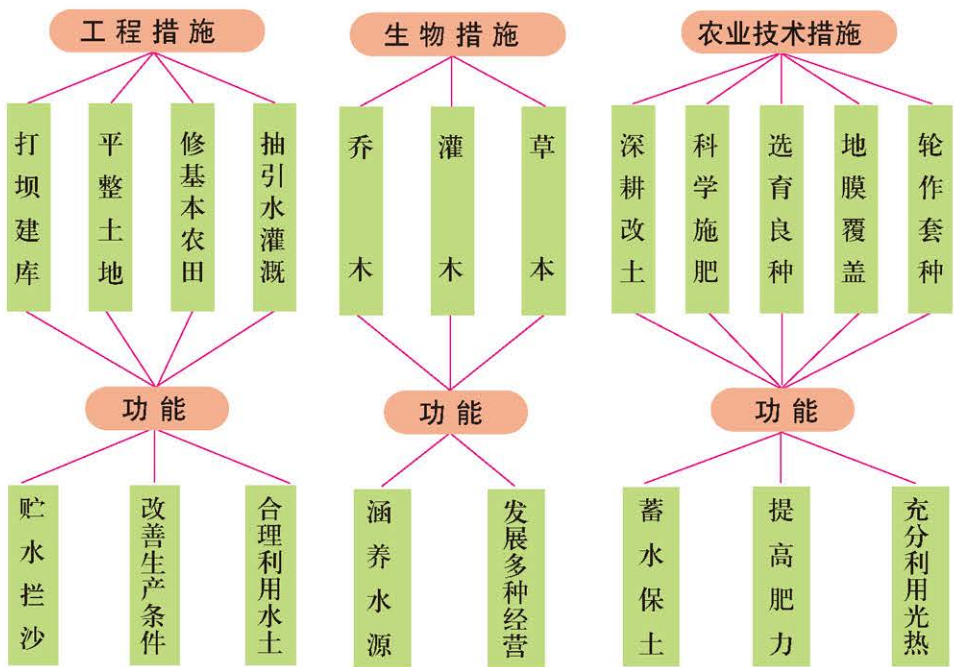 工程措施
生物措施
农业技术措施
打坝建库
平整土地
修基本农田
抽引水灌溉
乔木
灌木
草本
深耕改土
科学施肥
选育良种
地膜覆盖
轮作套种
功能
功能
功能
贮水拦沙
改善生产条件
合理利用水土
涵养水源
发展多种经营
蓄水保土
提高肥力
充分利用光热